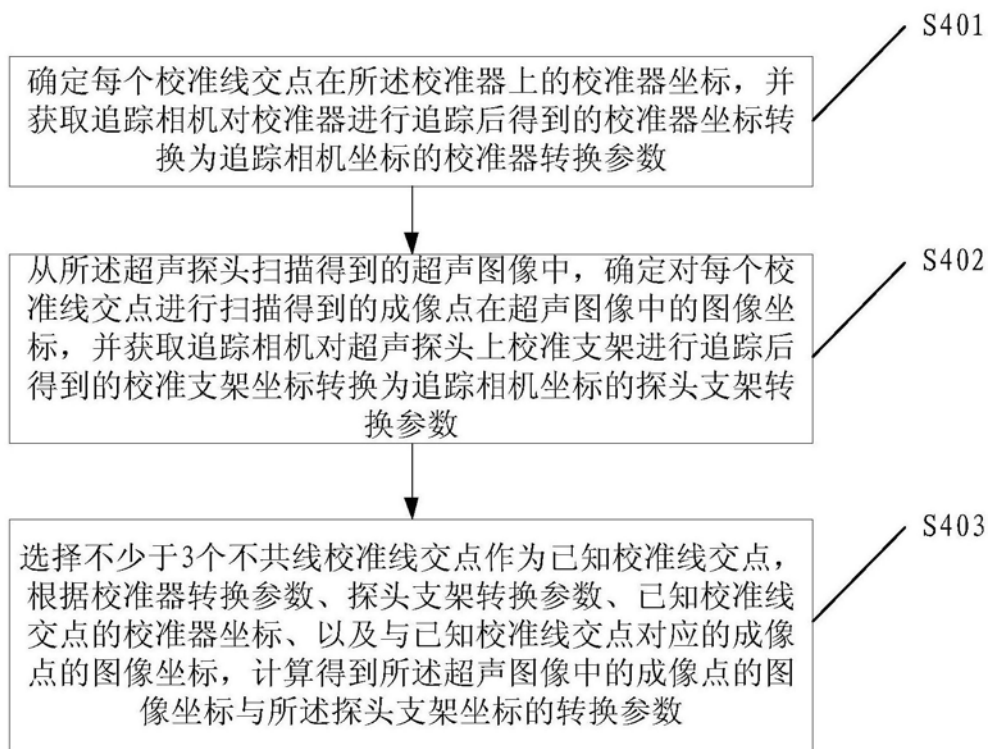 S401
确定每个校准线交点在所述校准器上的校准器坐标，并
获取追踪相机对校准器进行追踪后得到的校准器坐标转
换为追踪相机坐标的校准器转换参数
S402
从所述超声探头扫描得到的超声图像中，确定对每个校
准线交点进行扫描得到的成像点在超声图像中的图像坐
标，并获取追踪相机对超声探头上校准支架进行追踪后
得到的校准支架坐标转换为追踪相机坐标的探头支架转
换参数
S403
选择不少于3个不共线校准线交点作为已知校准线交点，
根据校准器转换参数、探头支架转换参数、已知校准线
交点的校准器坐标、以及与已知校准线交点对应的成像
点的图像坐标，计算得到所述超声图像中的成像点的图
像坐标与所述探头支架坐标的转换参数